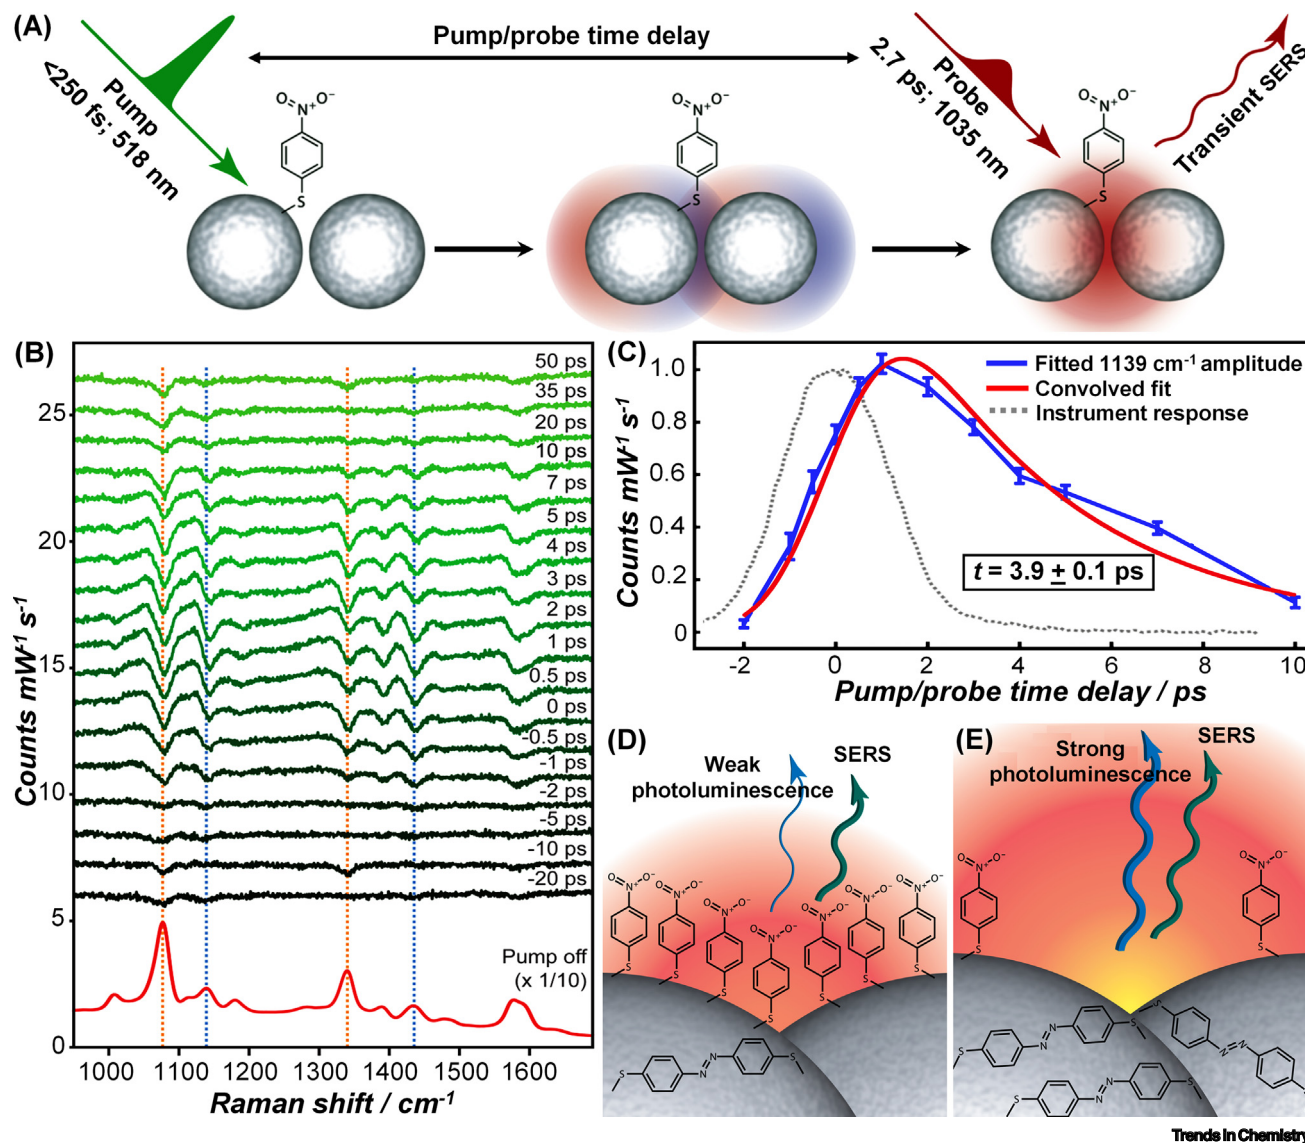 (A)
Pump/probe time delay
Pump
<250 fs; 518 nm
Probe
2.7 ps; 1035 nm
Transient SERS
O N⁺ O⁻
S
O N⁺ O⁻
S
O N⁺ O⁻
S
(B)
50 ps
35 ps
20 ps
10 ps
7 ps
5 ps
4 ps
3 ps
2 ps
1 ps
0.5 ps
0 ps
-0.5 ps
-1 ps
-2 ps
-5 ps
-10 ps
-20 ps
Pump off
(x 1/10)
25
20
15
10
5
0
Counts mW⁻¹ s⁻¹
1000 1100 1200 1300 1400 1500 1600
Raman shift / cm⁻¹
(C)
Fitted 1139 cm⁻¹ amplitude
Convolved fit
Instrument response
t = 3.9 ± 0.1 ps
1.0
0.8
0.6
0.4
0.2
0
Counts mW⁻¹ s⁻¹
-2 0 2 4 6 8 10
Pump/probe time delay / ps
(D)
Weak
photoluminescence
SERS
O N⁺ O⁻
S
O N⁺ O⁻
S
O N⁺ O⁻
S
O N⁺ O⁻
S
O N⁺ O⁻
S
O N⁺ O⁻
S
O N⁺ O⁻
S
S N N S
(E)
Strong
photoluminescence
SERS
O N⁺ O⁻
S
O N⁺ O⁻
S
S N N S
S N N
S N N S
Trends in Chemistry